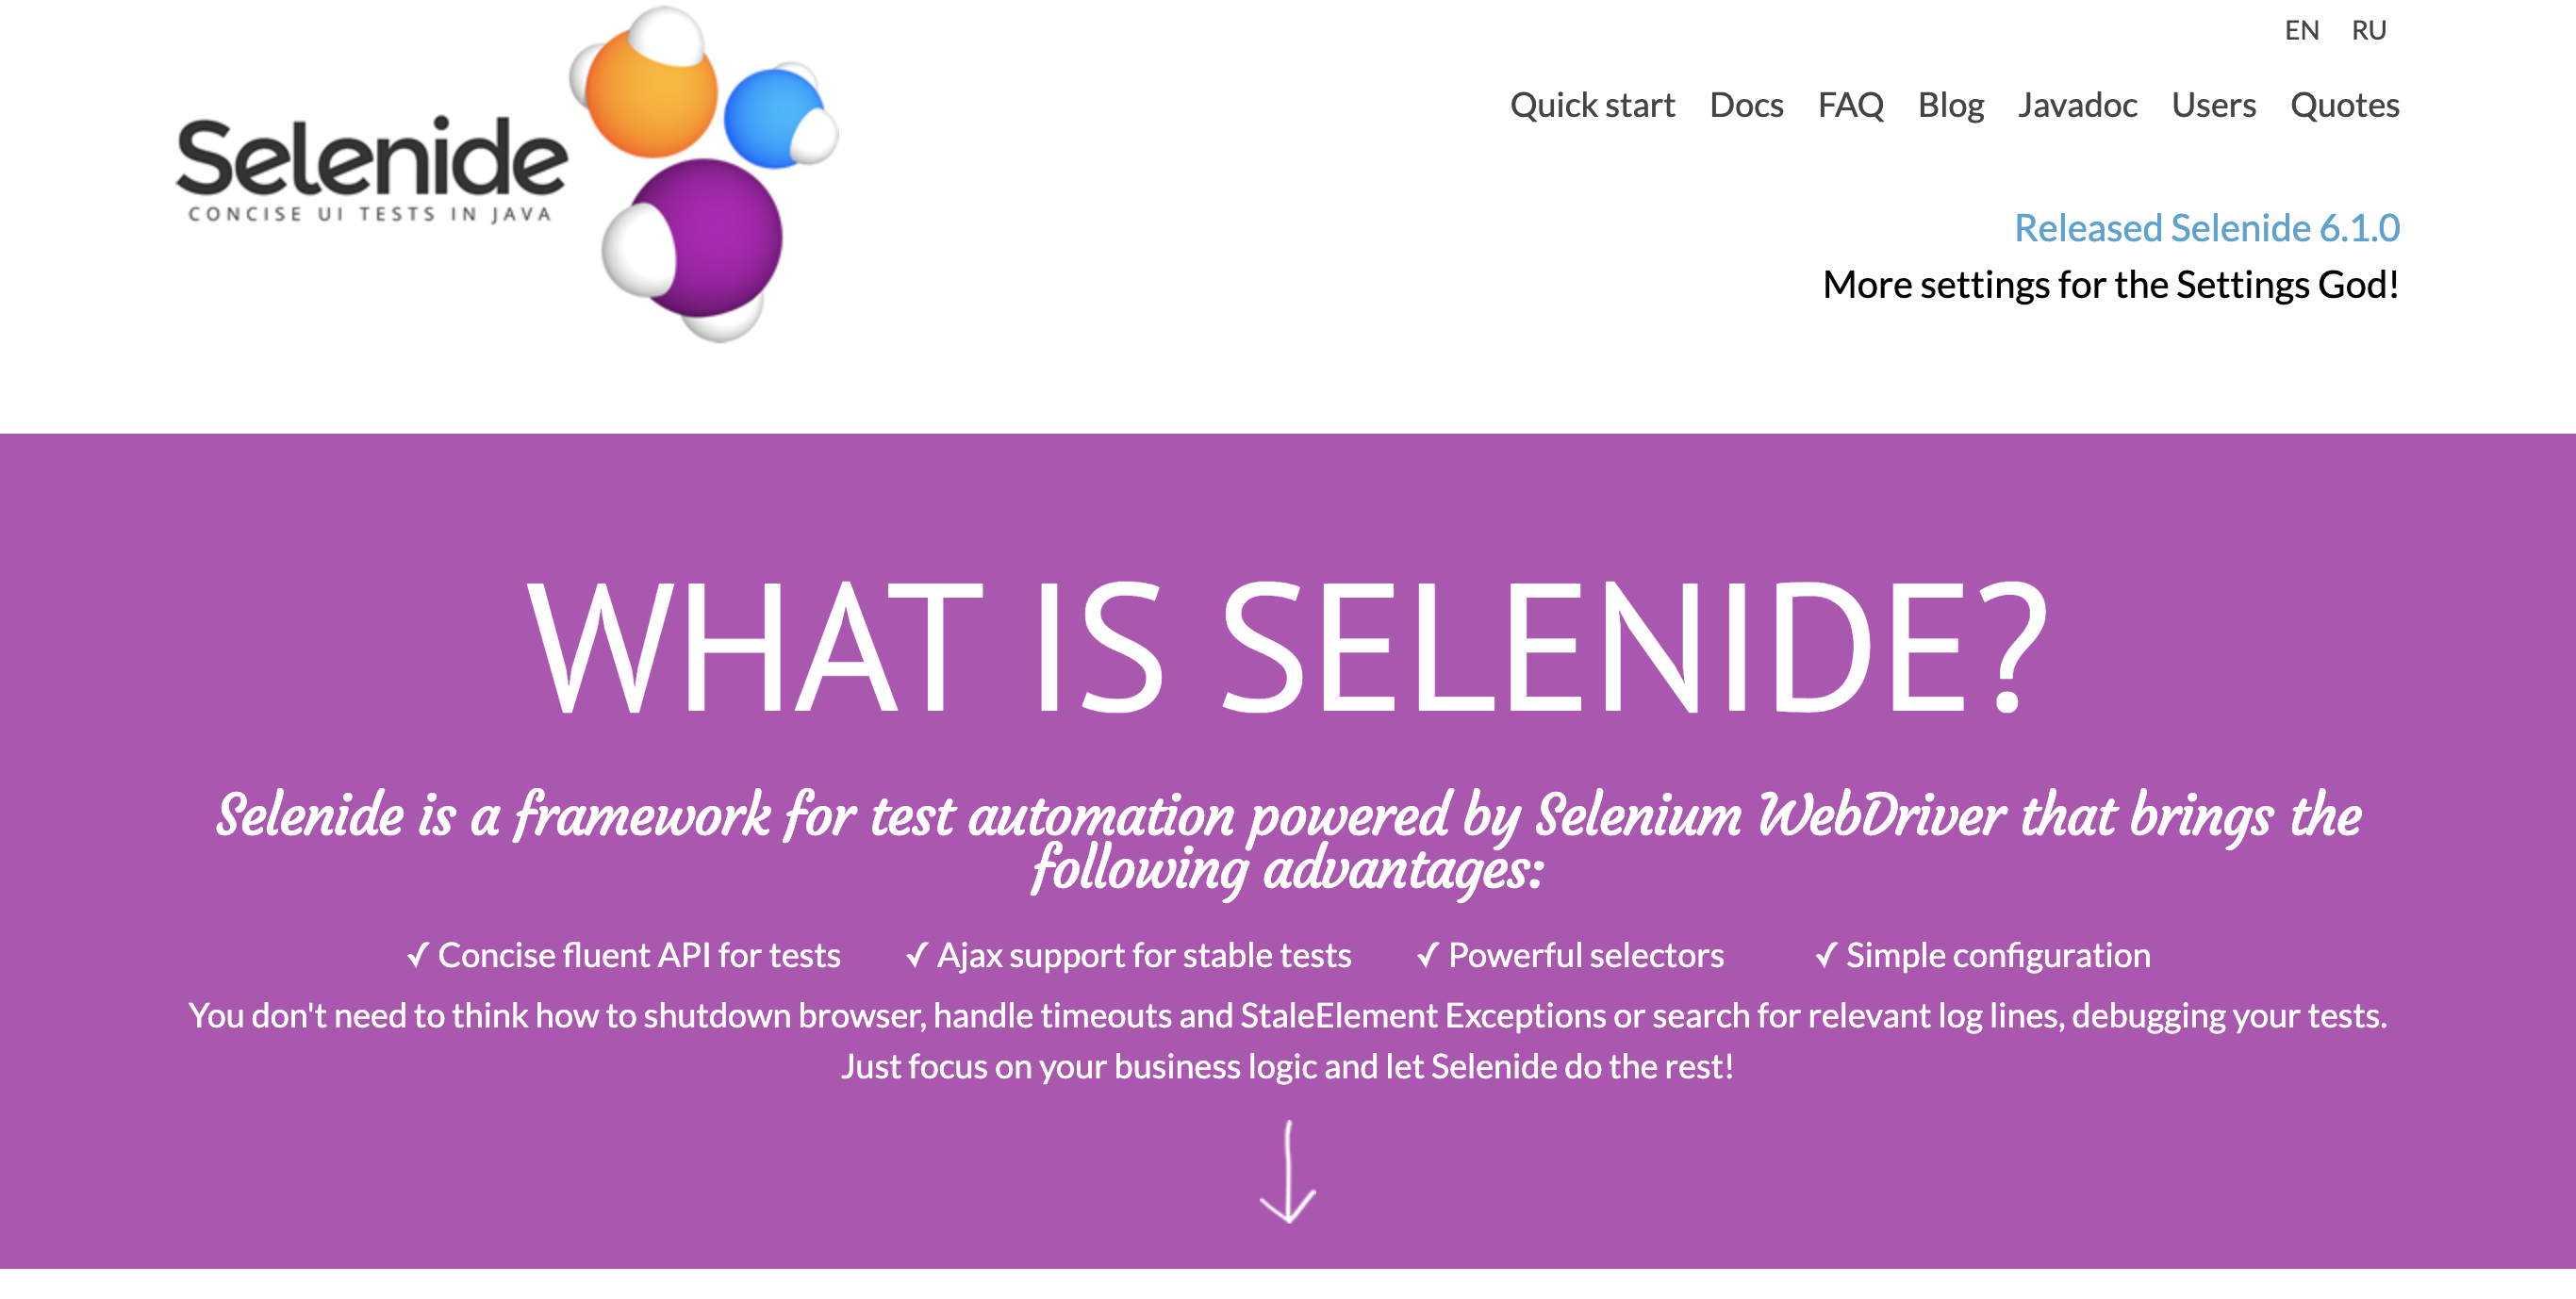 EN RU
Quick start Docs FAQ Blog Javadoc Users Quotes
Selenide
CONCISE UI TESTS IN JAVA
Released Selenide 6.1.0
More settings for the Settings God!
WHAT IS SELENIDE?
Selenide is a framework for test automation powered by Selenium WebDriver that brings the
following advantages:
✓ Concise fluent API for tests ✓ Ajax support for stable tests ✓ Powerful selectors ✓ Simple configuration
You don't need to think how to shutdown browser, handle timeouts and StaleElement Exceptions or search for relevant log lines, debugging your tests.
Just focus on your business logic and let Selenide do the rest!